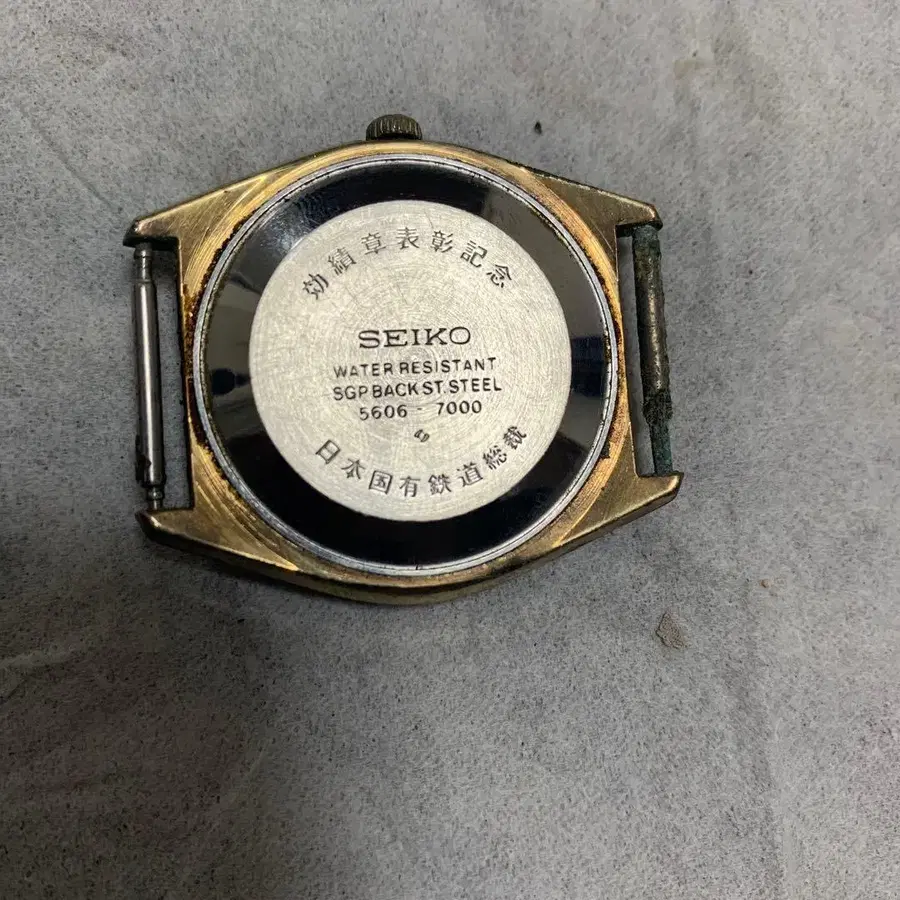 効績章表彰記念
SEIKO
WATER RESISTANT
SGP BACK ST. STEEL
5606-7000
日本国有鉄道総裁